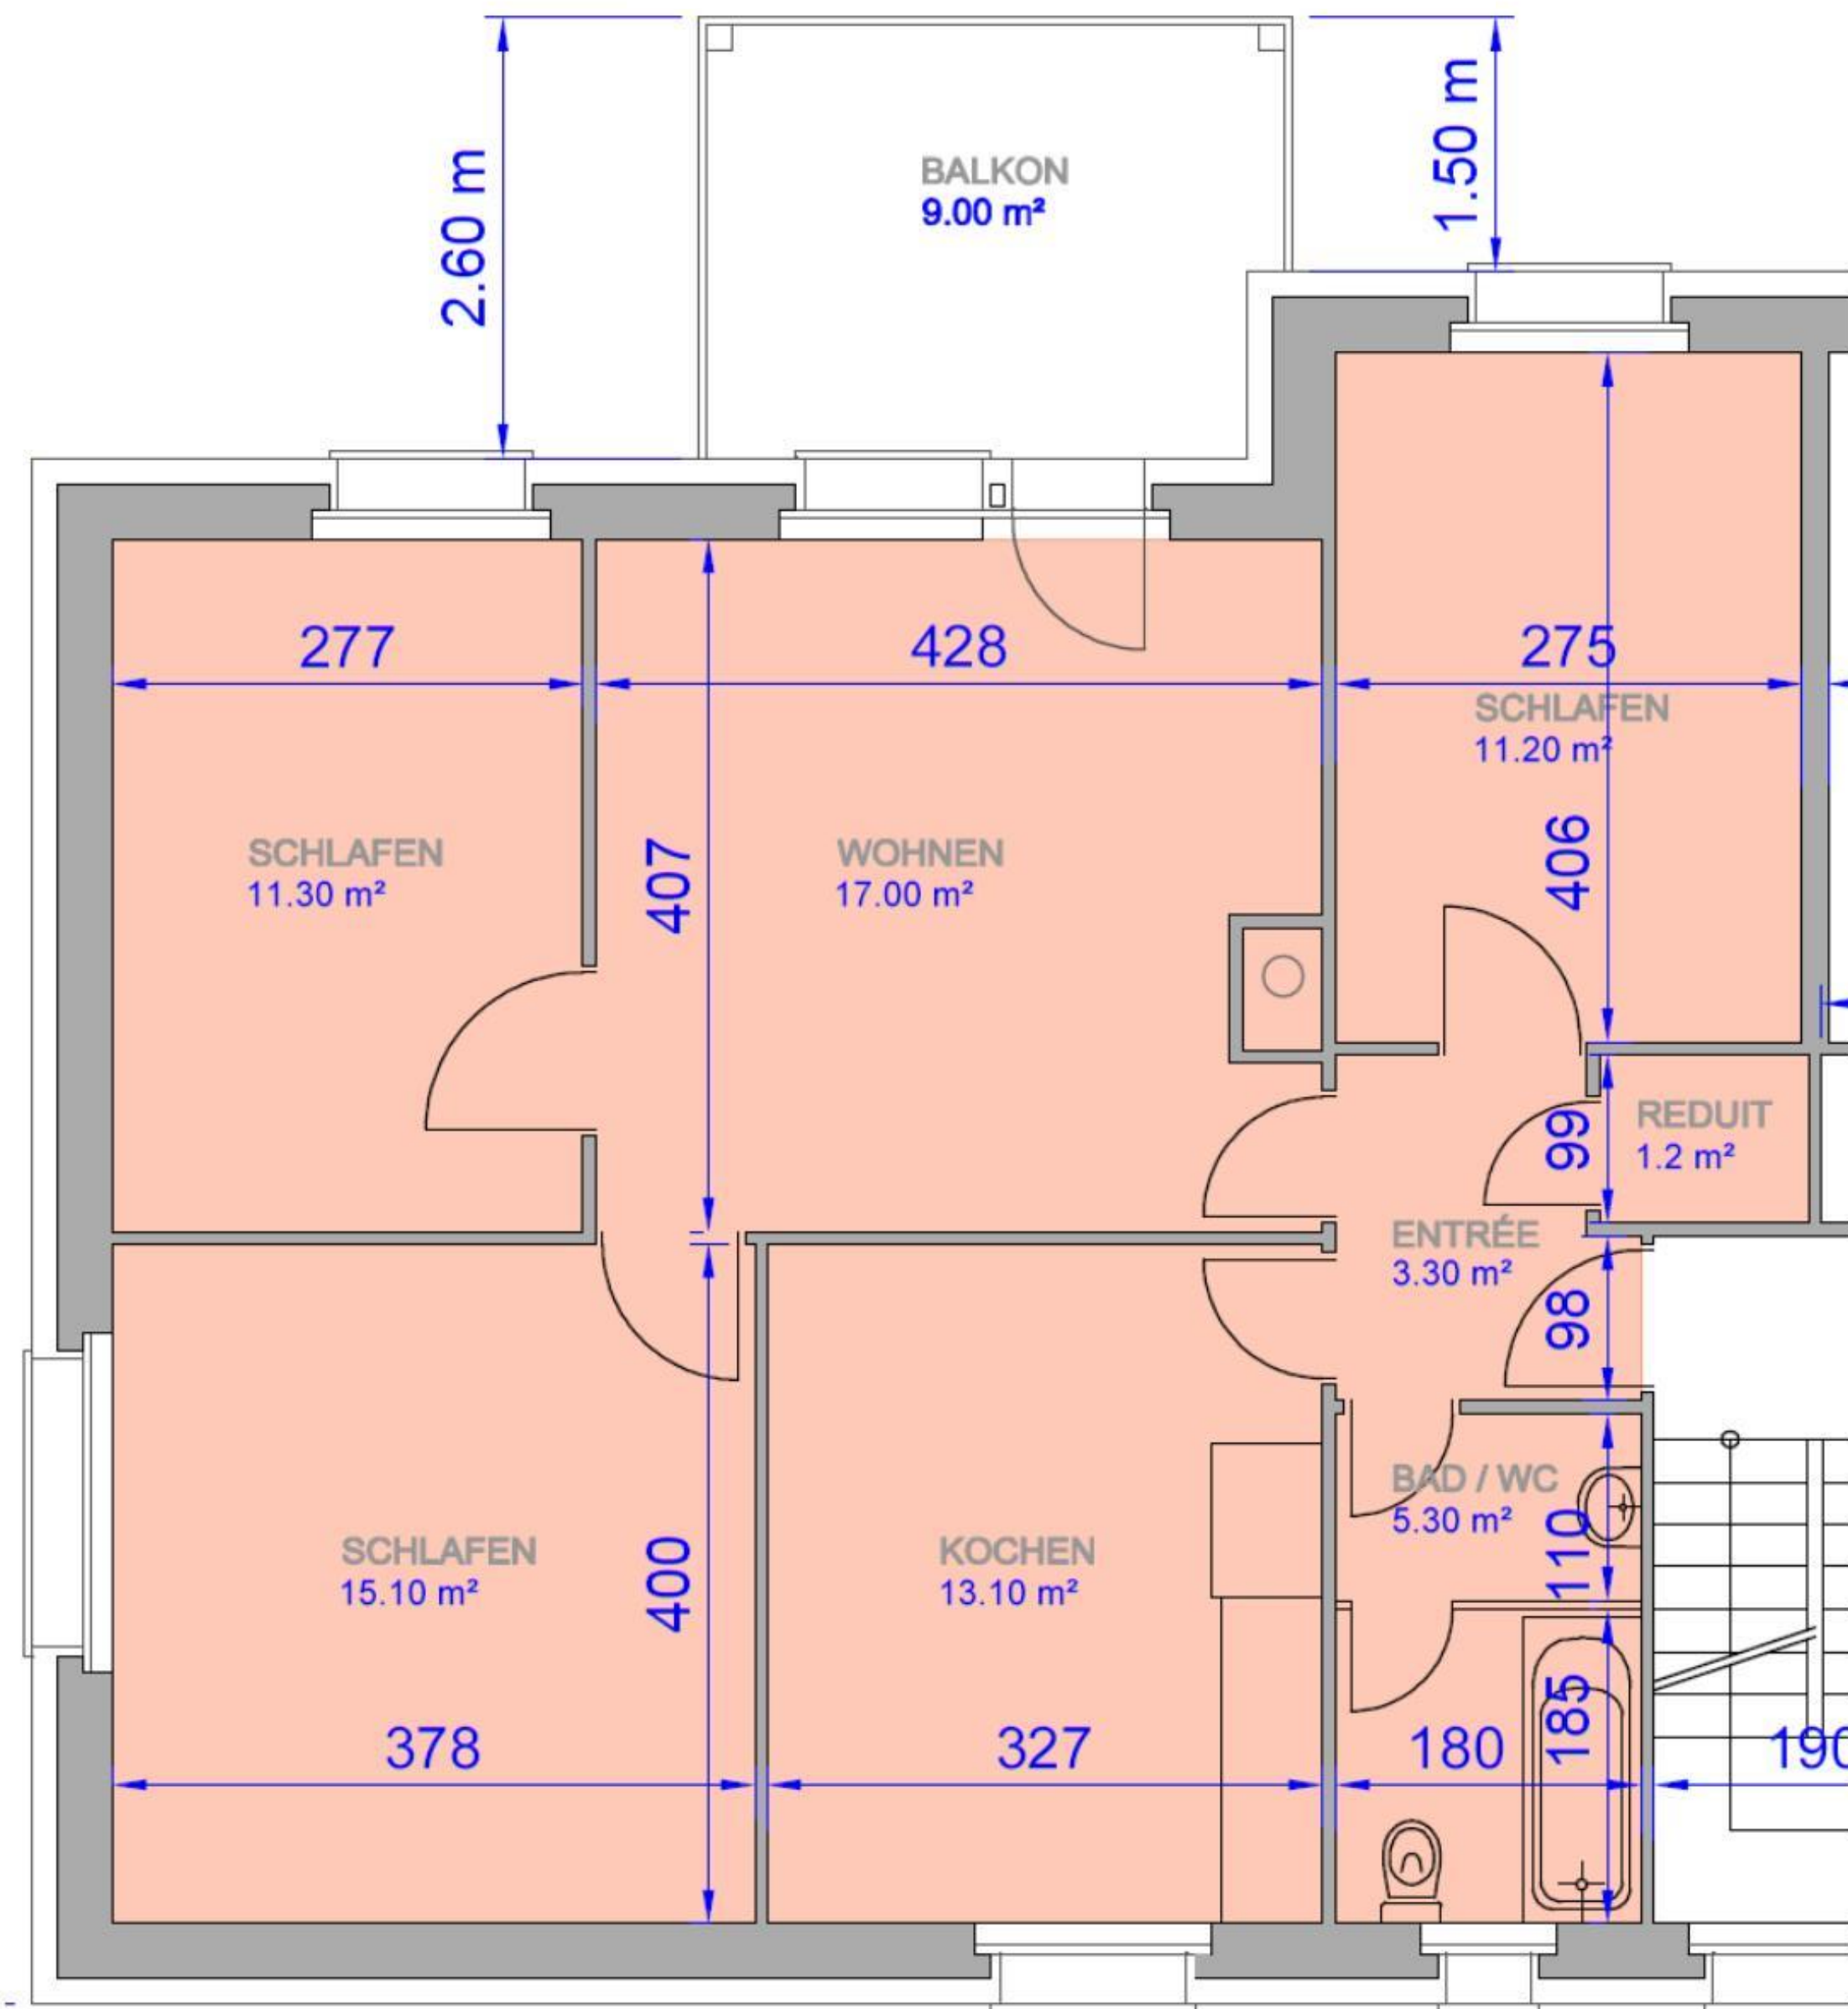 2.60 m
BALKON
9.00 m²
1.50 m
277
428
275
SCHLAFEN
11.20 m²
SCHLAFEN
11.30 m²
407
WOHNEN
17.00 m²
406
99
REDUIT
1.2 m²
ENTRÉE
3.30 m²
98
BAD / WC
5.30 m²
110
SCHLAFEN
15.10 m²
400
KOCHEN
13.10 m²
378
327
180
185
190